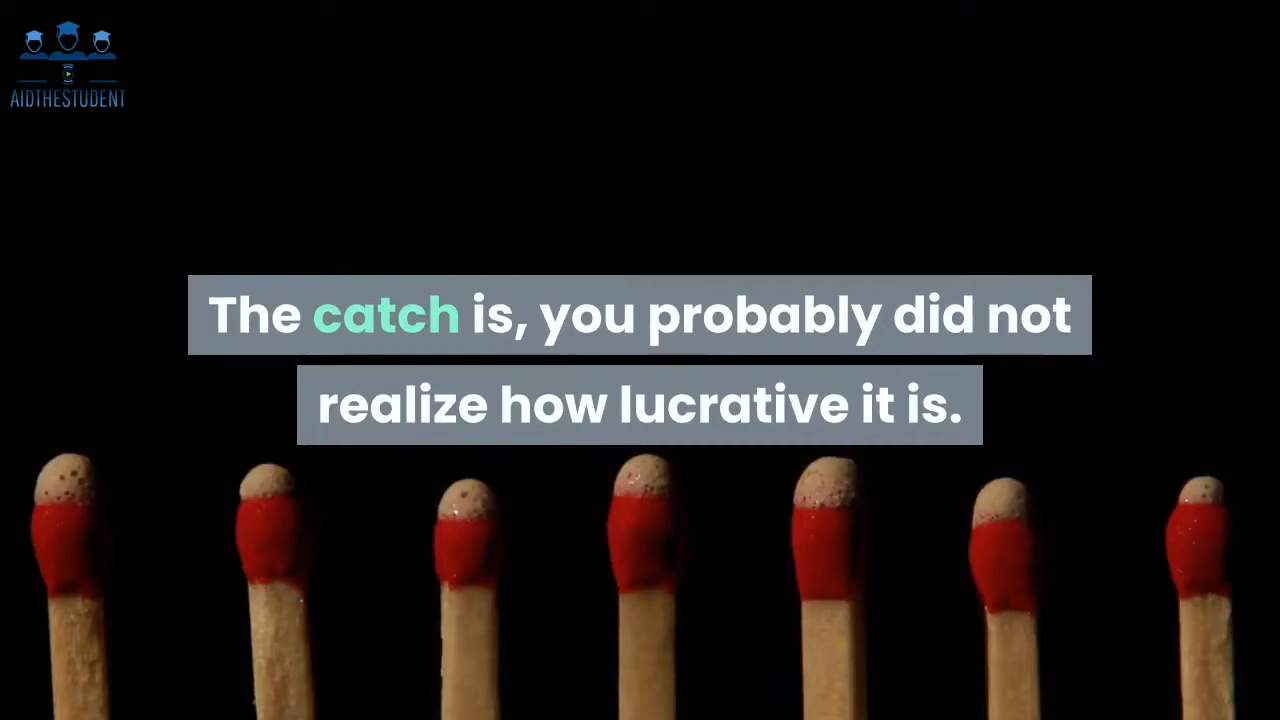 AIDTHESTUDENT
The catch is, you probably did not
realize how lucrative it is.